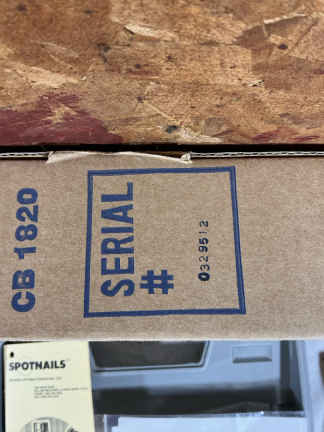 CB 1820
SERIAL
#
0329512
SPOTNAILS